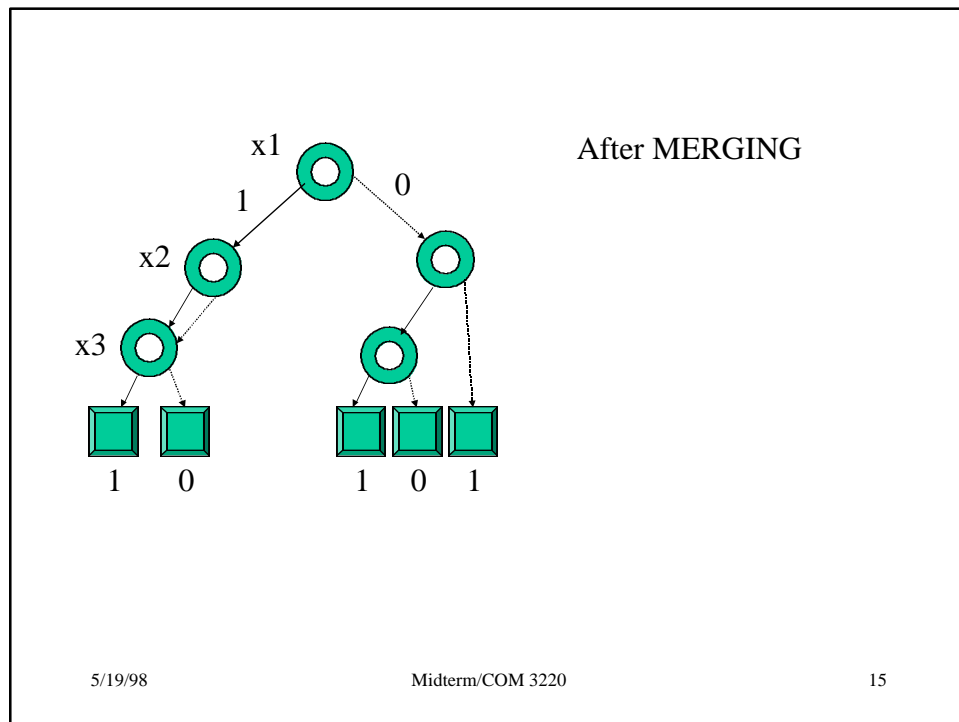 x1
After MERGING
0
1
x2
x3
1 0 1 0 1
5/19/98 Midterm/COM 3220 15